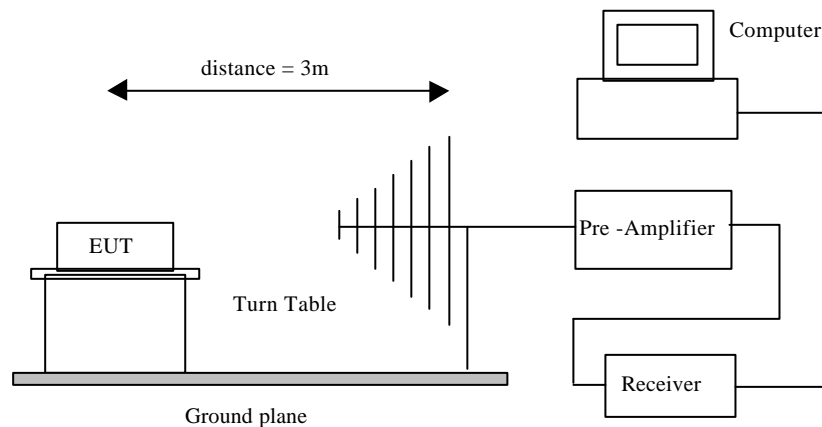 Computer
distance = 3m
Pre -Amplifier
EUT
Turn Table
Receiver
Ground plane